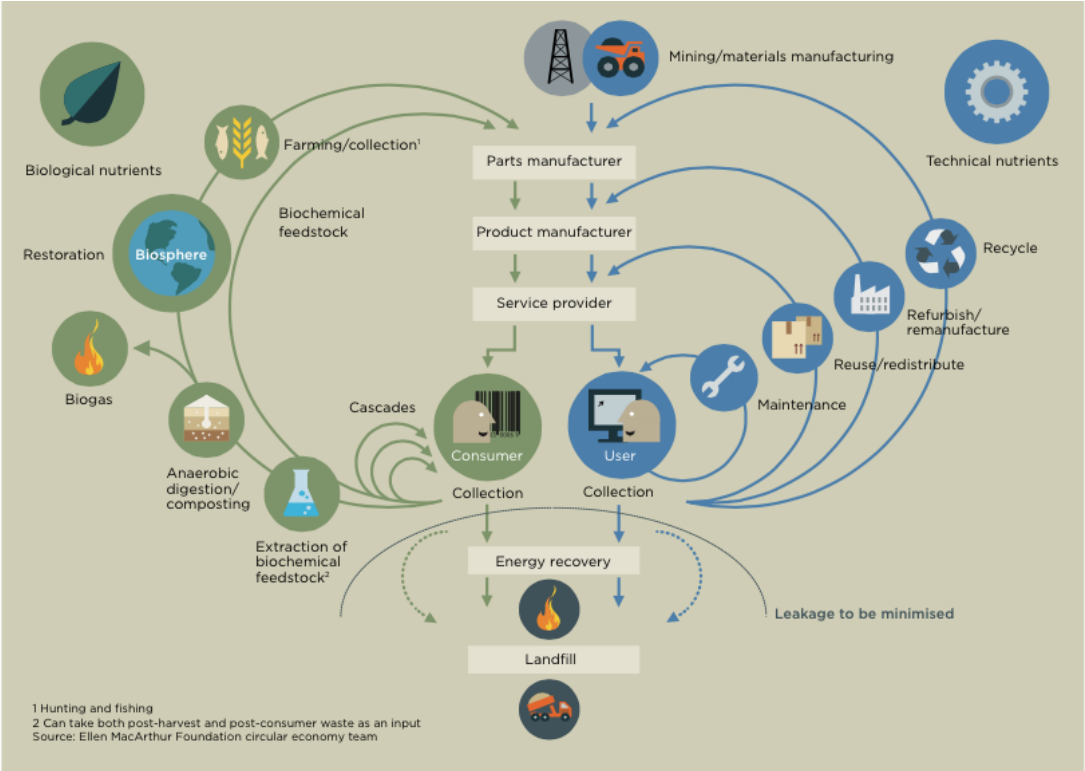 Mining/materials manufacturing
Biological nutrients
Farming/collection¹
Parts manufacturer
Technical nutrients
Biochemical
feedstock
Product manufacturer
Restoration
Biosphere
Recycle
Service provider
Refurbish/
remanufacture
Reuse/redistribute
Biogas
Cascades
Maintenance
Consumer
User
Anaerobic
digestion/
composting
Collection
Collection
Extraction of
biochemical
feedstock²
Energy recovery
Leakage to be minimised
Landfill
1 Hunting and fishing
2 Can take both post-harvest and post-consumer waste as an input
Source: Ellen MacArthur Foundation circular economy team